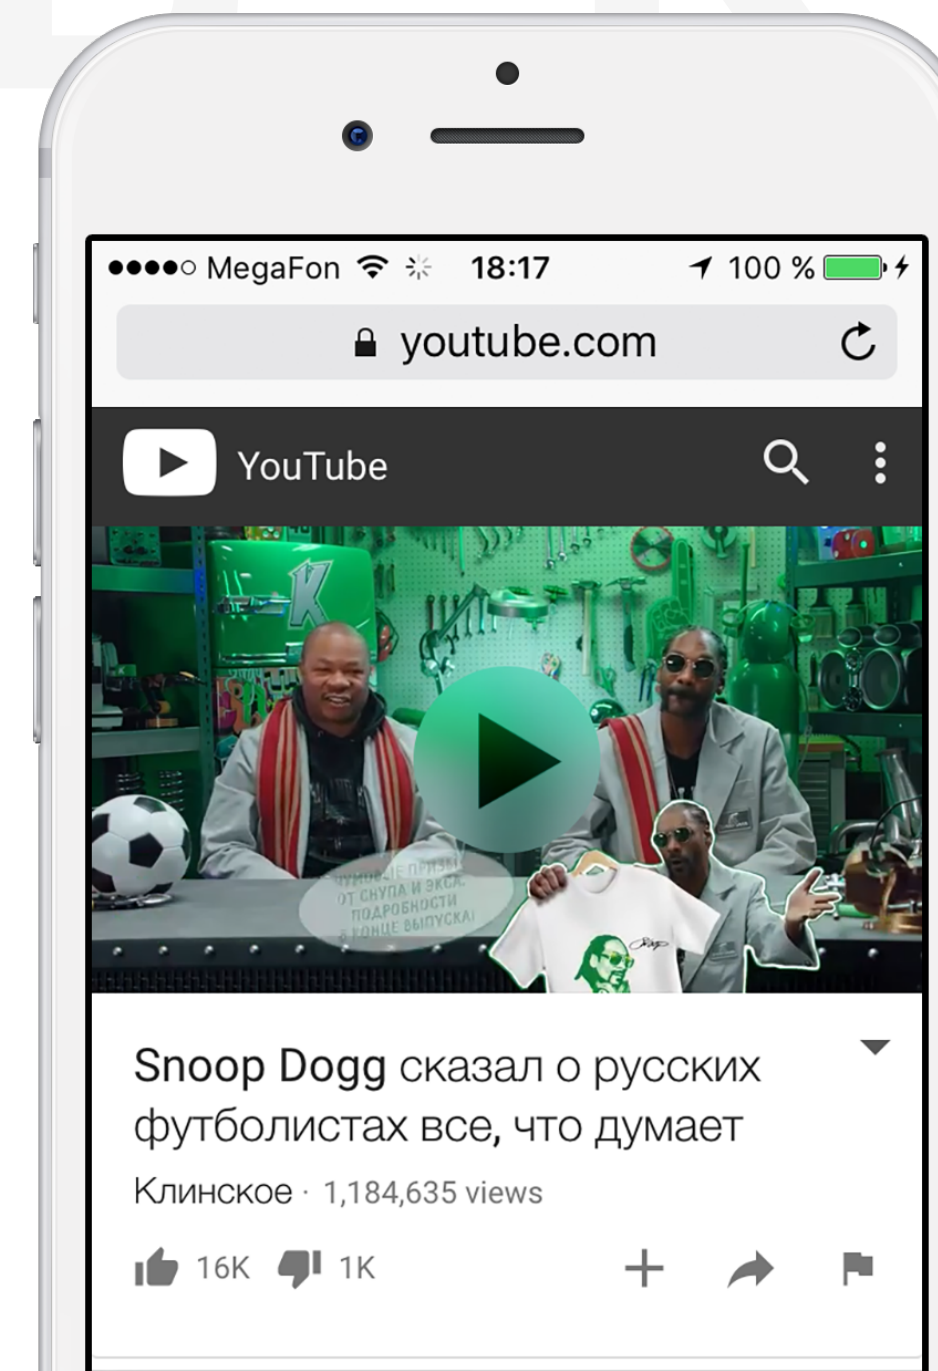 MegaFon 18:17 100 %
youtube.com
YouTube
K
ЧУМОВЫЕ ПРИЗЫ
ОТ СНУПА И ЭКСА.
ПОДРОБНОСТИ
В КОНЦЕ ВЫПУСКА!
Snoop Dogg сказал о русских
футболистах все, что думает
Клинское · 1,184,635 views
16K 1K